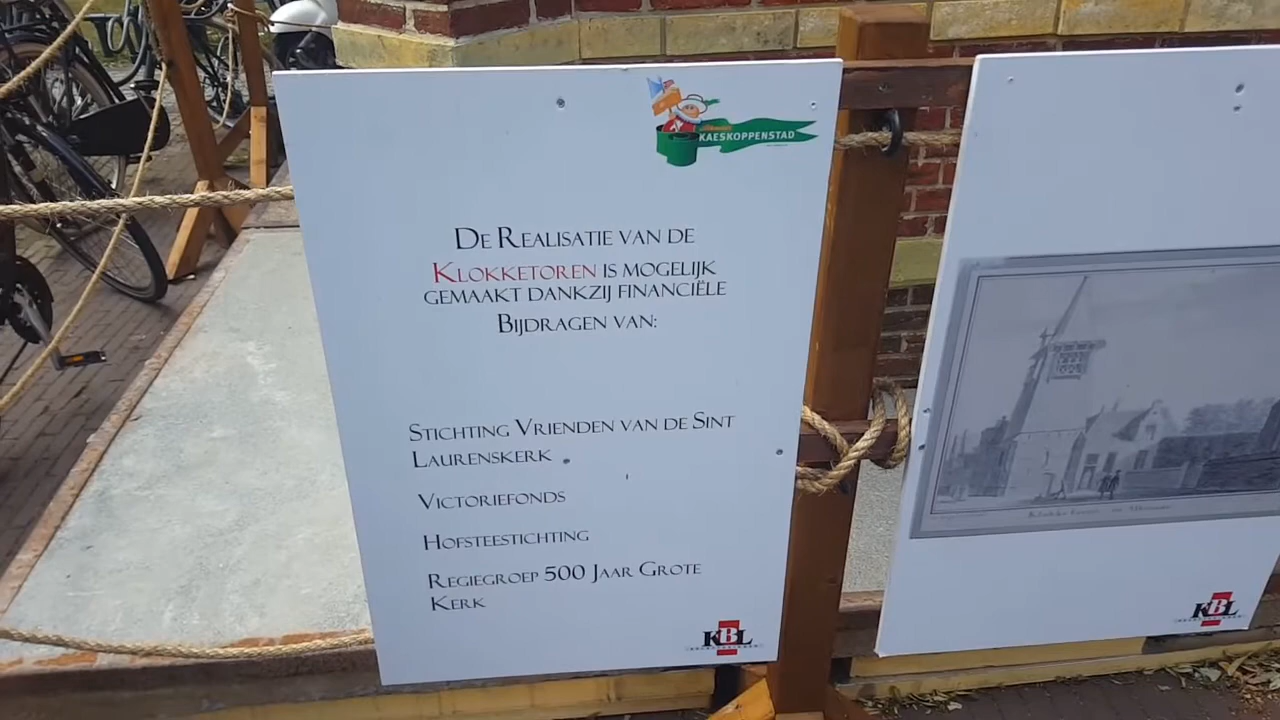 KAESKOPPENSTAD
De Realisatie van de
Klokketoren is mogelijk
gemaakt dankzij financiële
Bijdragen van:
Stichting Vrienden van de Sint
Laurenskerk
Victoriefonds
Hofsteestichting
Regiegroep 500 Jaar Grote
Kerk
KBL
KBL